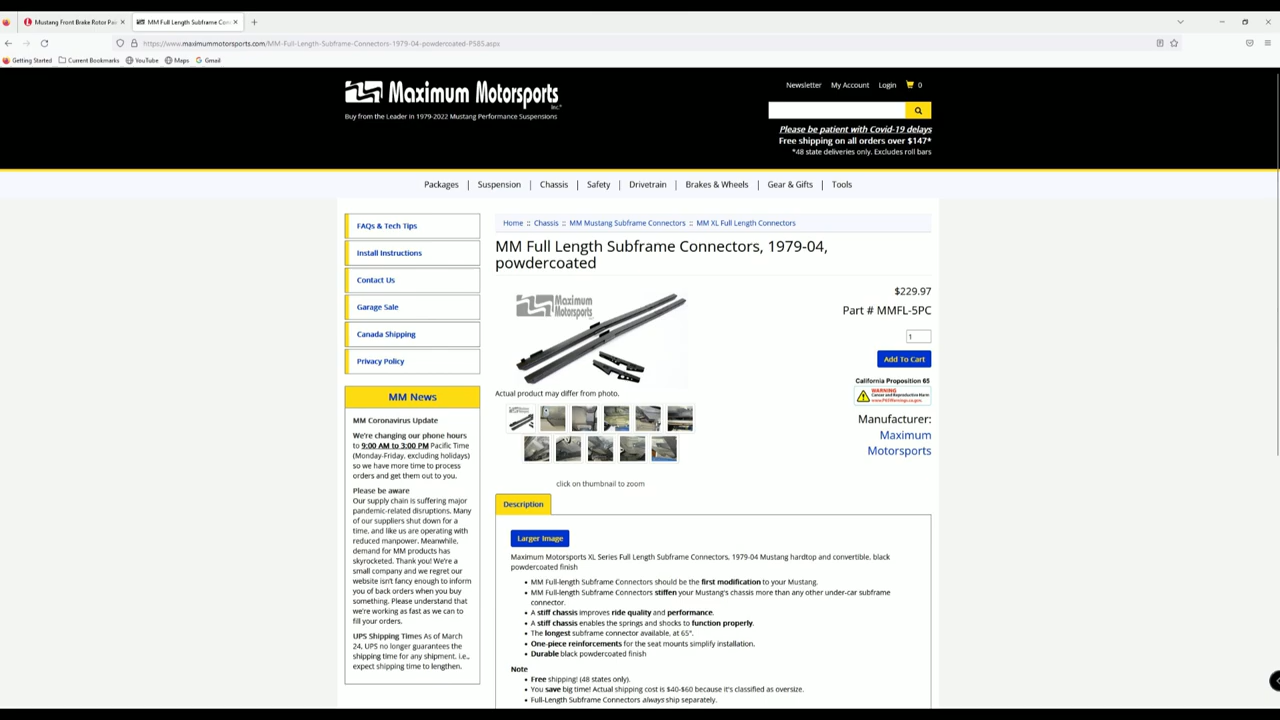 Mustang Front Brake Rotor Pa
MM Full Length Subframe Con
https://www.maximummotorsports.com/MM-Full-Length-Subframe-Connectors-1979-04-powdercoated-P585.aspx
Getting Started Current Bookmarks YouTube Maps Gmail
Maximum Motorsports Inc.
Buy from the Leader in 1979-2022 Mustang Performance Suspensions
Newsletter My Account Login 0
Please be patient with Covid-19 delays
Free shipping on all orders over $147*
*48 state deliveries only. Excludes roll bars
Packages | Suspension | Chassis | Safety | Drivetrain | Brakes & Wheels | Gear & Gifts | Tools
FAQs & Tech Tips
Install Instructions
Contact Us
Garage Sale
Canada Shipping
Privacy Policy
MM News
MM Coronavirus Update
We're changing our phone hours
to 9:00 AM to 3:00 PM Pacific Time
(Monday-Friday, excluding holidays)
so we have more time to process
orders and get them out to you.
Please be aware
Our supply chain is suffering major
pandemic-related disruptions. Many
of our suppliers shut down for a
time, and like us are operating with
reduced manpower. Meanwhile,
demand for MM products has
skyrocketed. Thank you! We're a
small company and we regret our
website isn't fancy enough to inform
you of back orders when you buy
something. Please understand that
we're working as fast as we can to
fill your orders.
UPS Shipping Times As of March
24, UPS no longer guarantees the
shipping time for any shipment. i.e.,
expect shipping time to lengthen.
Home :: Chassis :: MM Mustang Subframe Connectors :: MM XL Full Length Connectors
MM Full Length Subframe Connectors, 1979-04,
powdercoated
Maximum
Motorsports
Actual product may differ from photo.
click on thumbnail to zoom
$229.97
Part # MMFL-5PC
1
Add To Cart
California Proposition 65
WARNING
Cancer and Reproductive Harm
www.P65Warnings.ca.gov
Manufacturer:
Maximum
Motorsports
Description
Larger Image
Maximum Motorsports XL Series Full Length Subframe Connectors, 1979-04 Mustang hardtop and convertible, black
powdercoated finish
• MM Full-length Subframe Connectors should be the first modification to your Mustang.
• MM Full-length Subframe Connectors stiffen your Mustang's chassis more than any other under-car subframe
connector.
• A stiff chassis improves ride quality and performance.
• A stiff chassis enables the springs and shocks to function properly.
• The longest subframe connector available, at 65".
• One-piece reinforcements for the seat mounts simplify installation.
• Durable black powdercoated finish
Note
• Free shipping! (48 states only).
• You save big time! Actual shipping cost is $40-$60 because it's classified as oversize.
• Full-Length Subframe Connectors always ship separately.